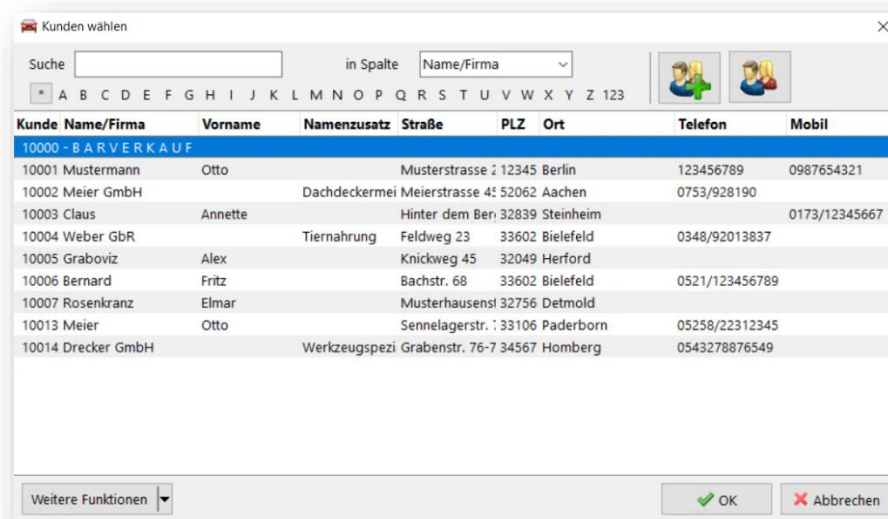 Kunden wählen
Suche in Spalte Name/Firma
* A B C D E F G H I J K L M N O P Q R S T U V W X Y Z 123
Kunde Name/Firma Vorname Namenzusatz Straße PLZ Ort Telefon Mobil
10000 - B A R V E R K A U F
10001 Mustermann Otto Musterstrasse 12345 Berlin 123456789 0987654321
10002 Meier GmbH Dachdeckermei Meierstrasse 45 52062 Aachen 0753/928190
10003 Claus Annette Hinter dem Ber 32839 Steinheim 0173/12345667
10004 Weber GbR Tiernahrung Feldweg 23 33602 Bielefeld 0348/92013837
10005 Graboviz Alex Knickweg 45 32049 Herford
10006 Bernard Fritz Bachstr. 68 33602 Bielefeld 0521/123456789
10007 Rosenkranz Elmar Musterhausenst 32756 Detmold
10013 Meier Otto Sennelagerstr. 33106 Paderborn 05258/22312345
10014 Drecker GmbH Werkzeugspezi Grabenstr. 76-7 34567 Homberg 0543278876549
Weitere Funktionen OK Abbrechen